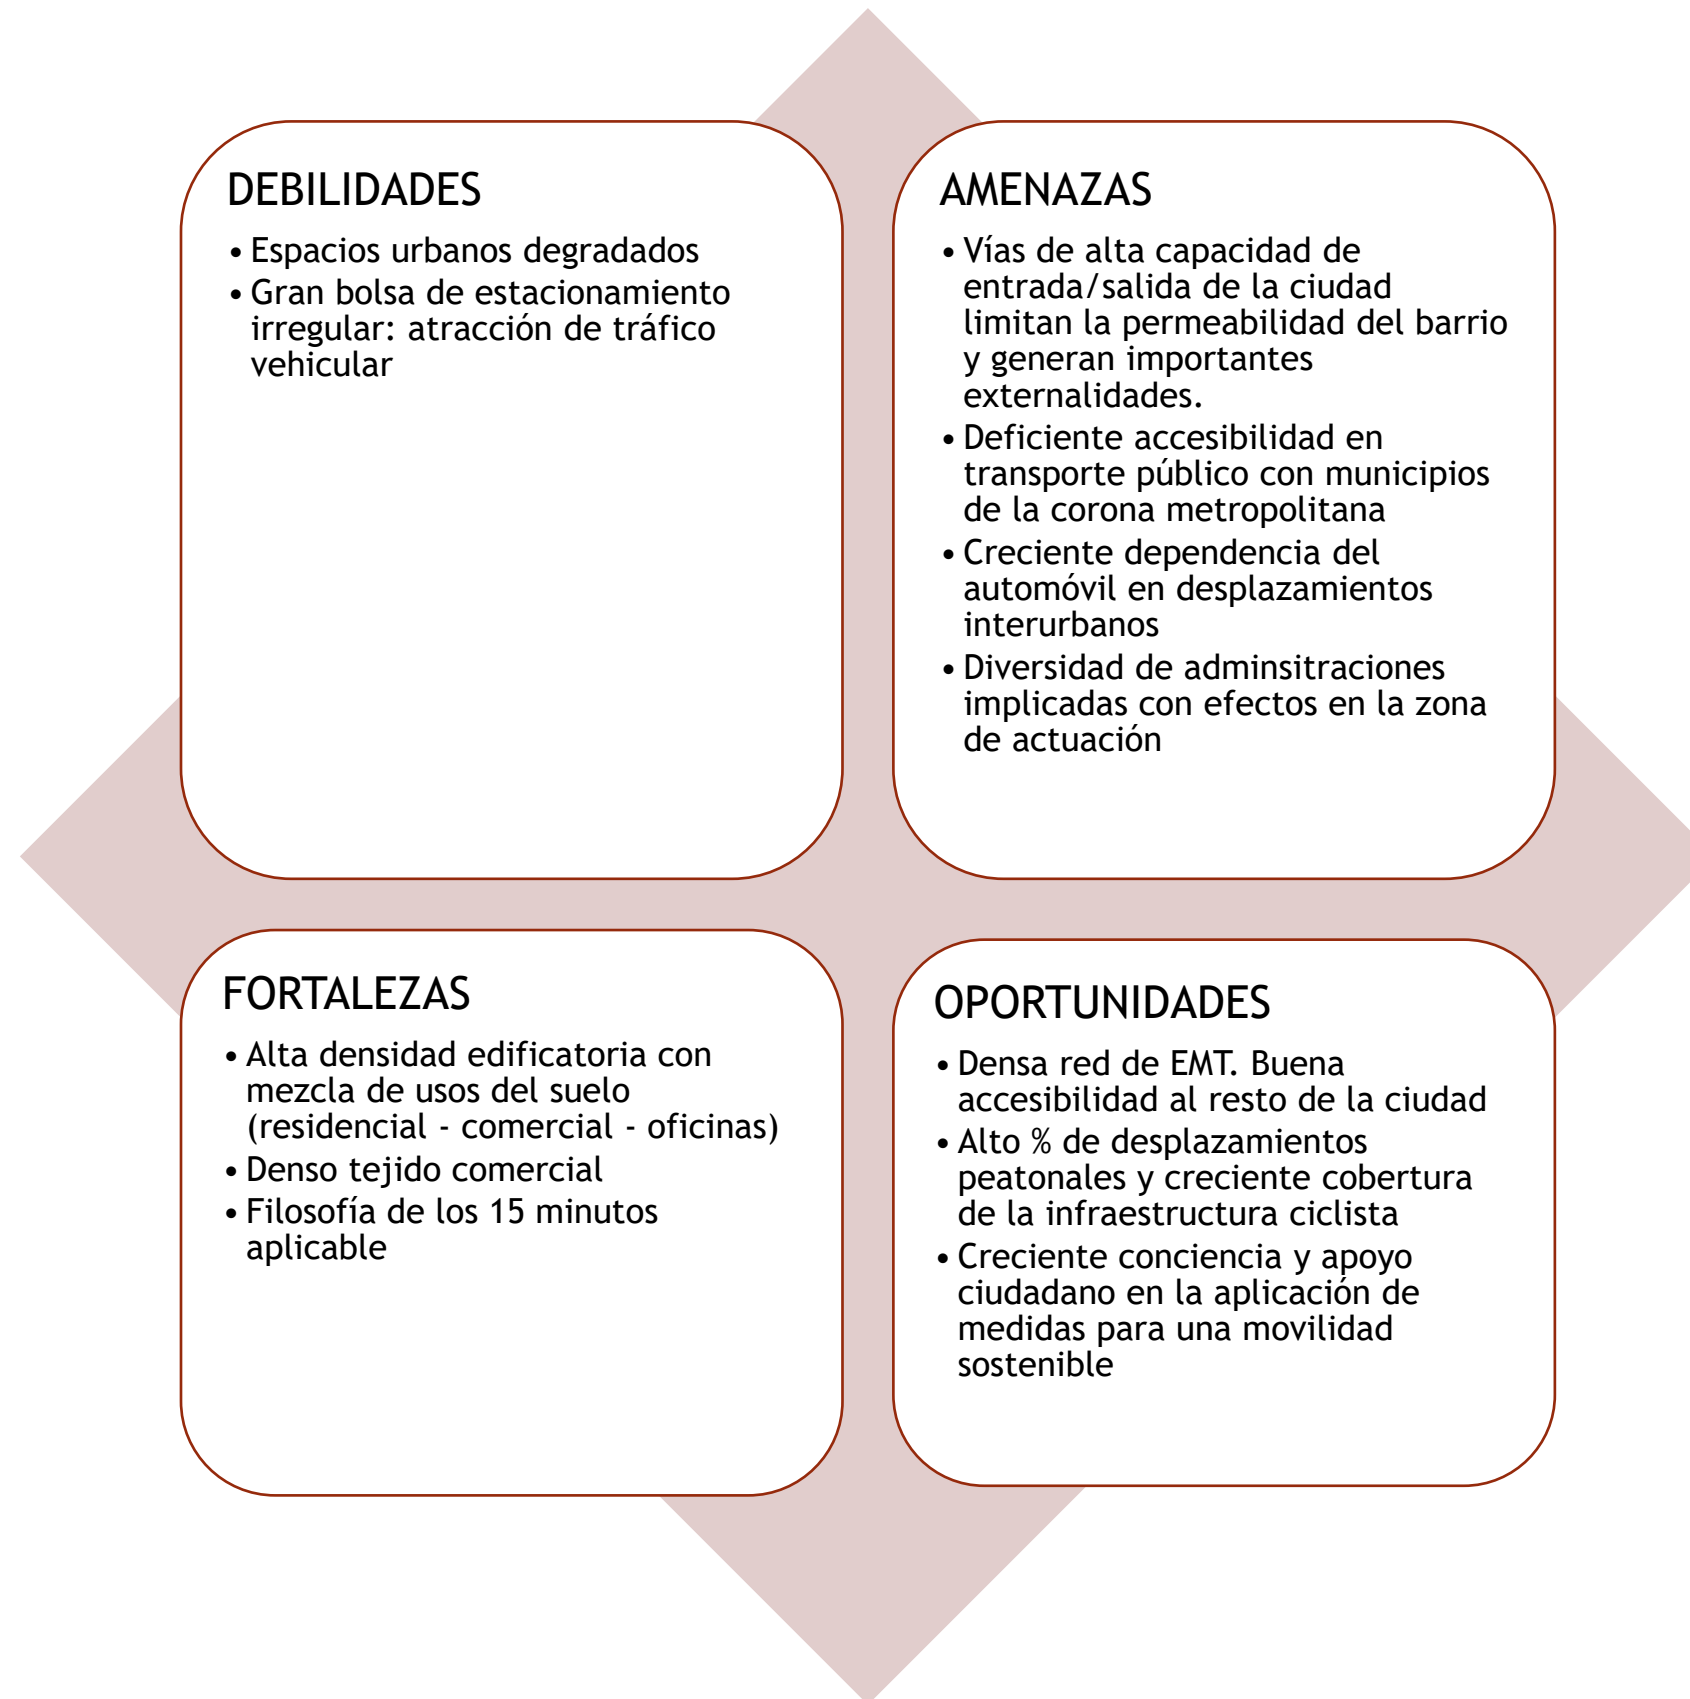 DEBILIDADES
• Espacios urbanos degradados
• Gran bolsa de estacionamiento
irregular: atracción de tráfico
vehicular
AMENAZAS
• Vías de alta capacidad de
entrada/salida de la ciudad
limitan la permeabilidad del barrio
y generan importantes
externalidades.
• Deficiente accesibilidad en
transporte público con municipios
de la corona metropolitana
• Creciente dependencia del
automóvil en desplazamientos
interurbanos
• Diversidad de adminsitraciones
implicadas con efectos en la zona
de actuación
FORTALEZAS
• Alta densidad edificatoria con
mezcla de usos del suelo
(residencial - comercial - oficinas)
• Denso tejido comercial
• Filosofía de los 15 minutos
aplicable
OPORTUNIDADES
• Densa red de EMT. Buena
accesibilidad al resto de la ciudad
• Alto % de desplazamientos
peatonales y creciente cobertura
de la infraestructura ciclista
• Creciente conciencia y apoyo
ciudadano en la aplicación de
medidas para una movilidad
sostenible